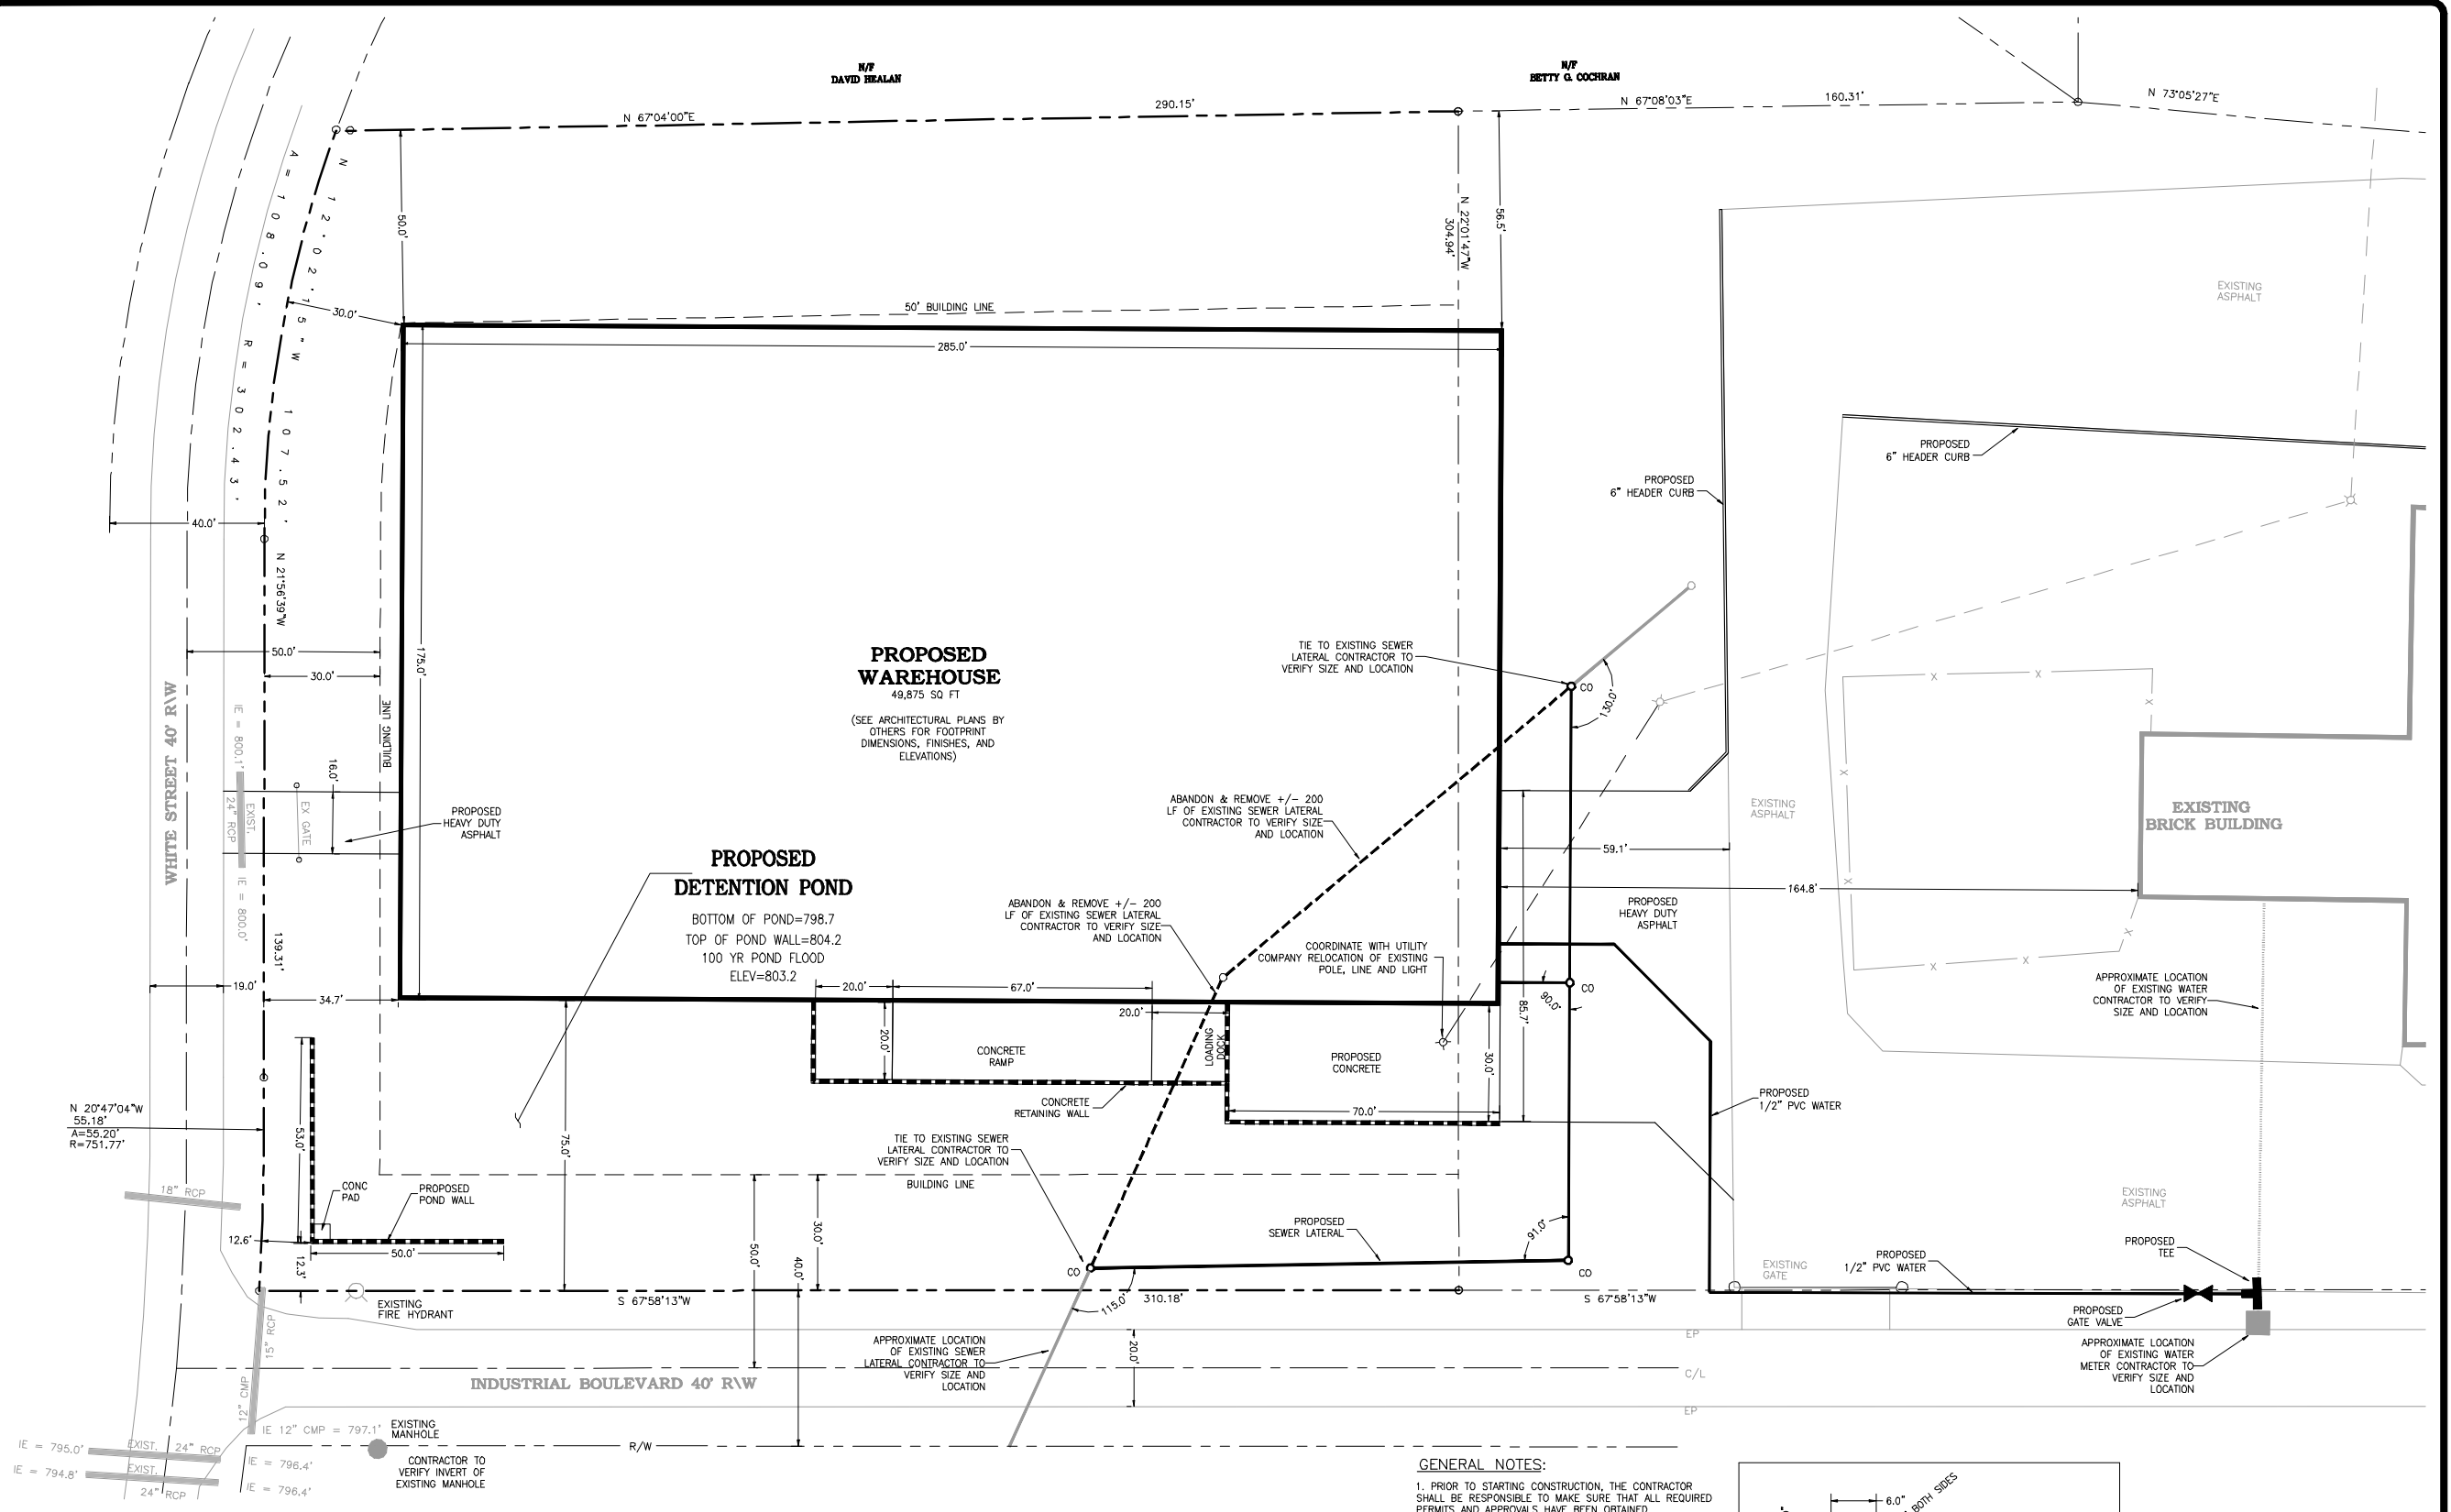 N/F
DAVID HEALAN
N/F
BETTY G. COCHRAN
N 67°04'00"E
290.15'
N 67°08'03"E
160.31'
N 73°05'27"E
A = 108.09' R = 302.43'
N 12°02'15"W 107.52'
50.0'
N 22°01'47"W
304.94'
56.5'
30.0'
50' BUILDING LINE
285.0'
EXISTING
ASPHALT
PROPOSED
6" HEADER CURB
PROPOSED
6" HEADER CURB
40.0'
N 21°56'39"W
175.0'
50.0'
30.0'
BUILDING LINE
WHITE STREET 40' R\W
IE = 800.1'
EXIST.
24" RCP
IE = 800.0'
EX GATE
16.0'
PROPOSED
HEAVY DUTY
ASPHALT
PROPOSED
WAREHOUSE
49,875 SQ FT
(SEE ARCHITECTURAL PLANS BY
OTHERS FOR FOOTPRINT
DIMENSIONS, FINISHES, AND
ELEVATIONS)
TIE TO EXISTING SEWER
LATERAL CONTRACTOR TO
VERIFY SIZE AND LOCATION
CO
130.0'
ABANDON & REMOVE +/- 200
LF OF EXISTING SEWER LATERAL
CONTRACTOR TO VERIFY SIZE
AND LOCATION
EXISTING
ASPHALT
EXISTING
BRICK BUILDING
X
X
X
X
X
X
X
X
59.1'
164.8'
PROPOSED
DETENTION POND
BOTTOM OF POND=798.7
TOP OF POND WALL=804.2
100 YR POND FLOOD
ELEV=803.2
ABANDON & REMOVE +/- 200
LF OF EXISTING SEWER LATERAL
CONTRACTOR TO VERIFY SIZE
AND LOCATION
PROPOSED
HEAVY DUTY
ASPHALT
COORDINATE WITH UTILITY
COMPANY RELOCATION OF EXISTING
POLE, LINE AND LIGHT
139.31'
19.0'
34.7'
20.0'
67.0'
20.0'
20.0'
CONCRETE
RAMP
LOADING
DOCK
PROPOSED
CONCRETE
30.0'
85.7'
90.0'
CO
APPROXIMATE LOCATION
OF EXISTING WATER
CONTRACTOR TO VERIFY
SIZE AND LOCATION
CONCRETE
RETAINING WALL
70.0'
PROPOSED
1/2" PVC WATER
N 20°47'04"W
55.18'
A=55.20'
R=751.77'
53.0'
75.0'
TIE TO EXISTING SEWER
LATERAL CONTRACTOR TO
VERIFY SIZE AND LOCATION
BUILDING LINE
18" RCP
CONC
PAD
PROPOSED
POND WALL
EXISTING
ASPHALT
12.6'
50.0'
12.3'
50.0'
30.0'
40.0'
PROPOSED
SEWER LATERAL
91.0'
CO
CO
EXISTING
GATE
PROPOSED
1/2" PVC WATER
PROPOSED
TEE
EXISTING
FIRE HYDRANT
S 67°58'13"W
310.18'
115.0'
S 67°58'13"W
PROPOSED
GATE VALVE
15" RCP
APPROXIMATE LOCATION
OF EXISTING SEWER
LATERAL CONTRACTOR TO
VERIFY SIZE AND
LOCATION
20.0'
EP
C/L
EP
APPROXIMATE LOCATION
OF EXISTING WATER
METER CONTRACTOR TO
VERIFY SIZE AND
LOCATION
INDUSTRIAL BOULEVARD 40' R\W
12" CMP
IE 12" CMP = 797.1'
EXISTING
MANHOLE
R/W
IE = 795.0'
EXIST. 24" RCP
IE = 796.4'
IE = 794.8'
EXIST.
24" RCP
IE = 796.4'
CONTRACTOR TO
VERIFY INVERT OF
EXISTING MANHOLE
GENERAL NOTES:
1. PRIOR TO STARTING CONSTRUCTION, THE CONTRACTOR
SHALL BE RESPONSIBLE TO MAKE SURE THAT ALL REQUIRED
PERMITS AND APPROVALS HAVE BEEN OBTAINED
6.0"
BOTH SIDES